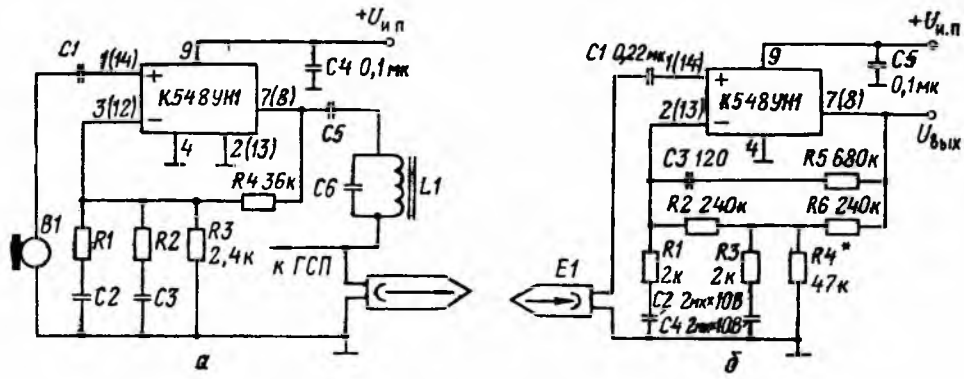 +Uи.п
C1
1(14)
9
C4 0,1мк
+
К548УН1
3(12)
−
7(8)
4
2(13)
C5
R4 36к
C6
L1
B1
R1
R2
R3
2,4к
к ГСП
C2
C3
а
+Uи.п
C1 0,22мк
1(14)
9
C5
0,1мк
+
К548УН1
2(13)
−
7(8)
4
Uвых
C3 120
R5 680к
R2 240к
R6 240к
E1
R1
2к
R3
2к
R4*
47к
C2 2мк×10В
C4 2мк×10В
б